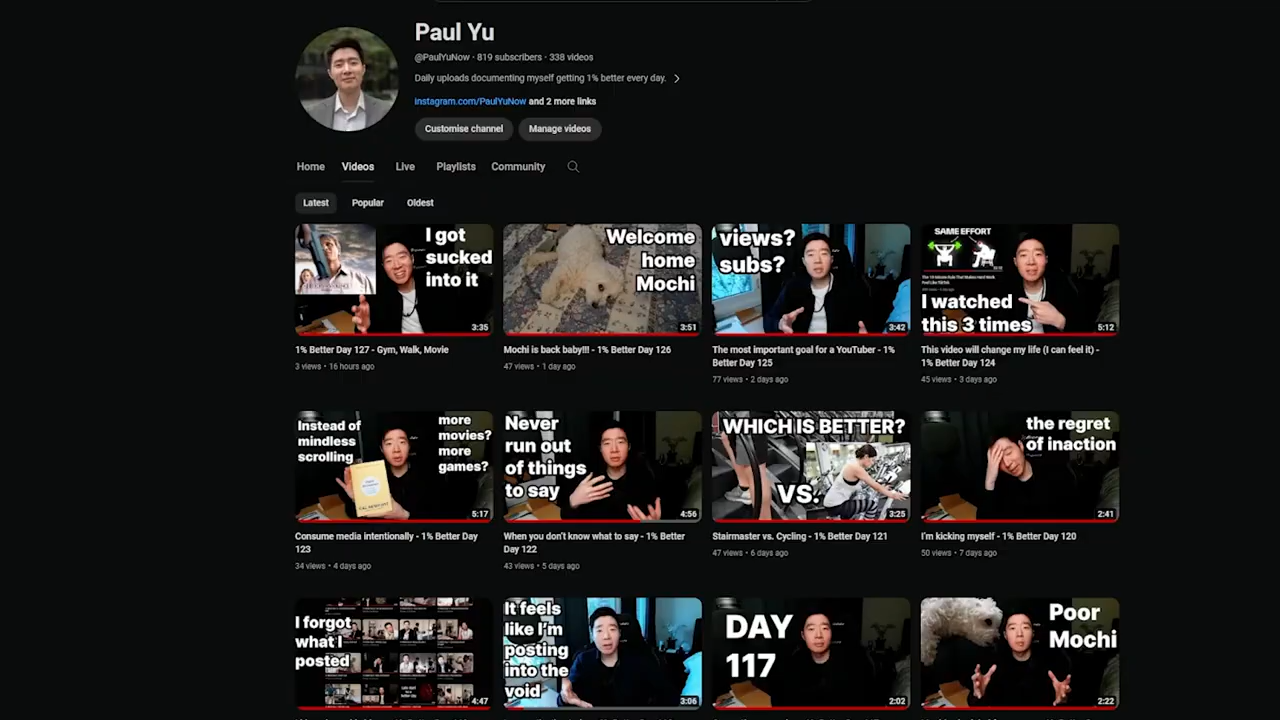 Paul Yu
@PaulYuNow · 819 subscribers · 338 videos
Daily uploads documenting myself getting 1% better every day.
instagram.com/PaulYuNow and 2 more links
Customise channel
Manage videos
Home
Videos
Live
Playlists
Community
Latest
Popular
Oldest
I got
sucked
into it
3:35
Welcome
home
Mochi
3:51
views?
subs?
3:42
SAME EFFORT
I watched
this 3 times
5:12
1% Better Day 127 - Gym, Walk, Movie
3 views • 16 hours ago
Mochi is back baby!!! - 1% Better Day 126
47 views • 1 day ago
The most important goal for a YouTuber - 1%
Better Day 125
77 views • 2 days ago
This video will change my life (I can feel it) -
1% Better Day 124
45 views • 3 days ago
Instead of
mindless
scrolling
more
movies?
more
games?
5:17
Never
run out
of things
to say
4:56
WHICH IS BETTER?
VS.
3:25
the regret
of inaction
2:41
Consume media intentionally - 1% Better Day
123
34 views • 4 days ago
When you don't know what to say - 1% Better
Day 122
43 views • 5 days ago
Stairmaster vs. Cycling - 1% Better Day 121
47 views • 6 days ago
I'm kicking myself - 1% Better Day 120
50 views • 7 days ago
I forgot
what I
posted
4:47
It feels
like I'm
posting
into the
void
3:06
DAY
117
2:02
Poor
Mochi
2:22